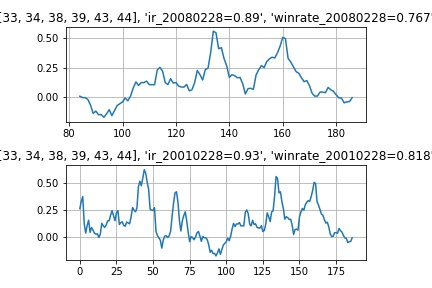 [33, 34, 38, 39, 43, 44], 'ir_20080228=0.89', 'winrate_20080228=0.767'
0.50
0.25
0.00
80 100 120 140 160 180
[33, 34, 38, 39, 43, 44], 'ir_20010228=0.93', 'winrate_20010228=0.818'
0.50
0.25
0.00
0 25 50 75 100 125 150 175